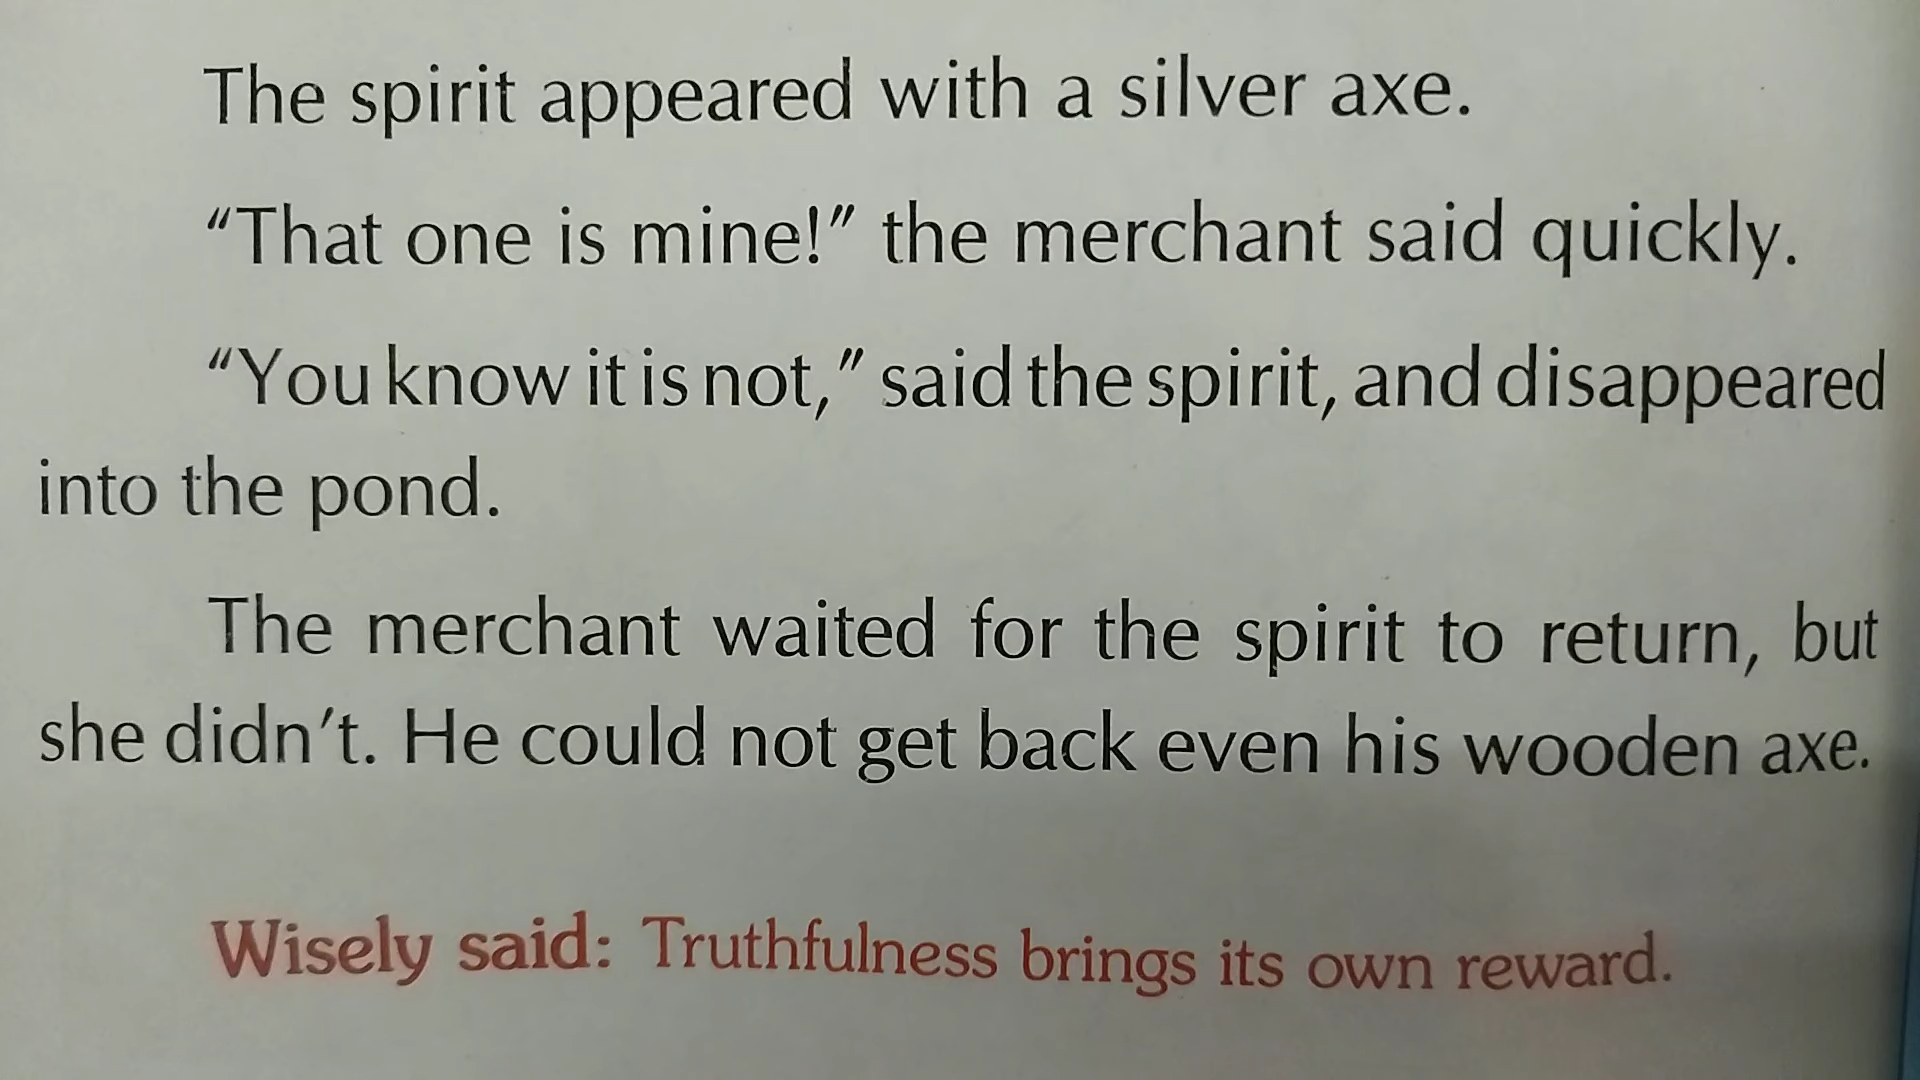 The spirit appeared with a silver axe.
“That one is mine!” the merchant said quickly.
“You know it is not,” said the spirit, and disappeared
into the pond.
The merchant waited for the spirit to return, but
she didn’t. He could not get back even his wooden axe.
Wisely said: Truthfulness brings its own reward.